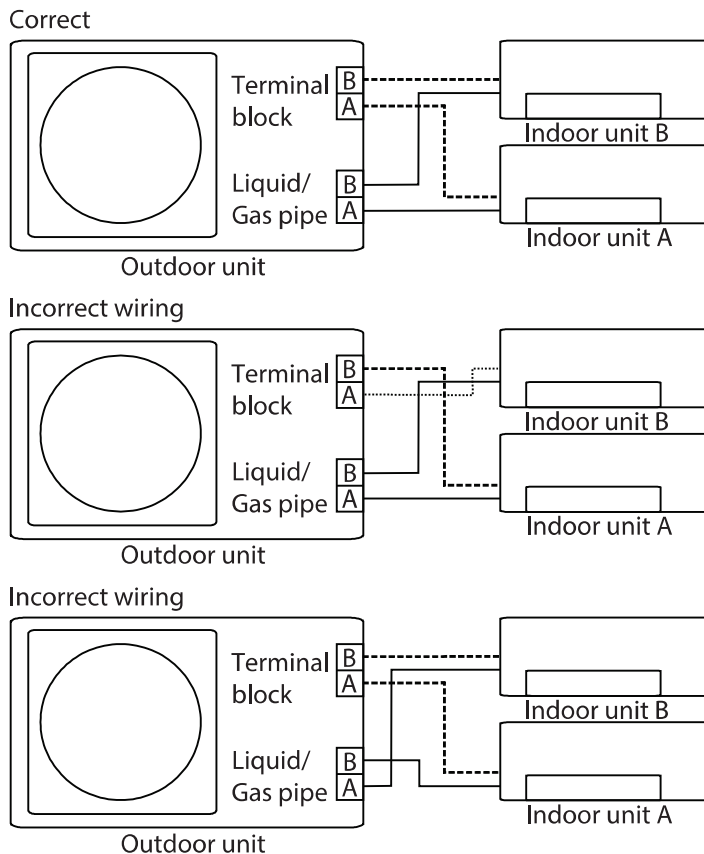 Correct
Terminal block
B
A
Liquid/
Gas pipe
B
A
Outdoor unit
Indoor unit B
Indoor unit A
Incorrect wiring
Terminal block
B
A
Liquid/
Gas pipe
B
A
Outdoor unit
Indoor unit B
Indoor unit A
Incorrect wiring
Terminal block
B
A
Liquid/
Gas pipe
B
A
Outdoor unit
Indoor unit B
Indoor unit A